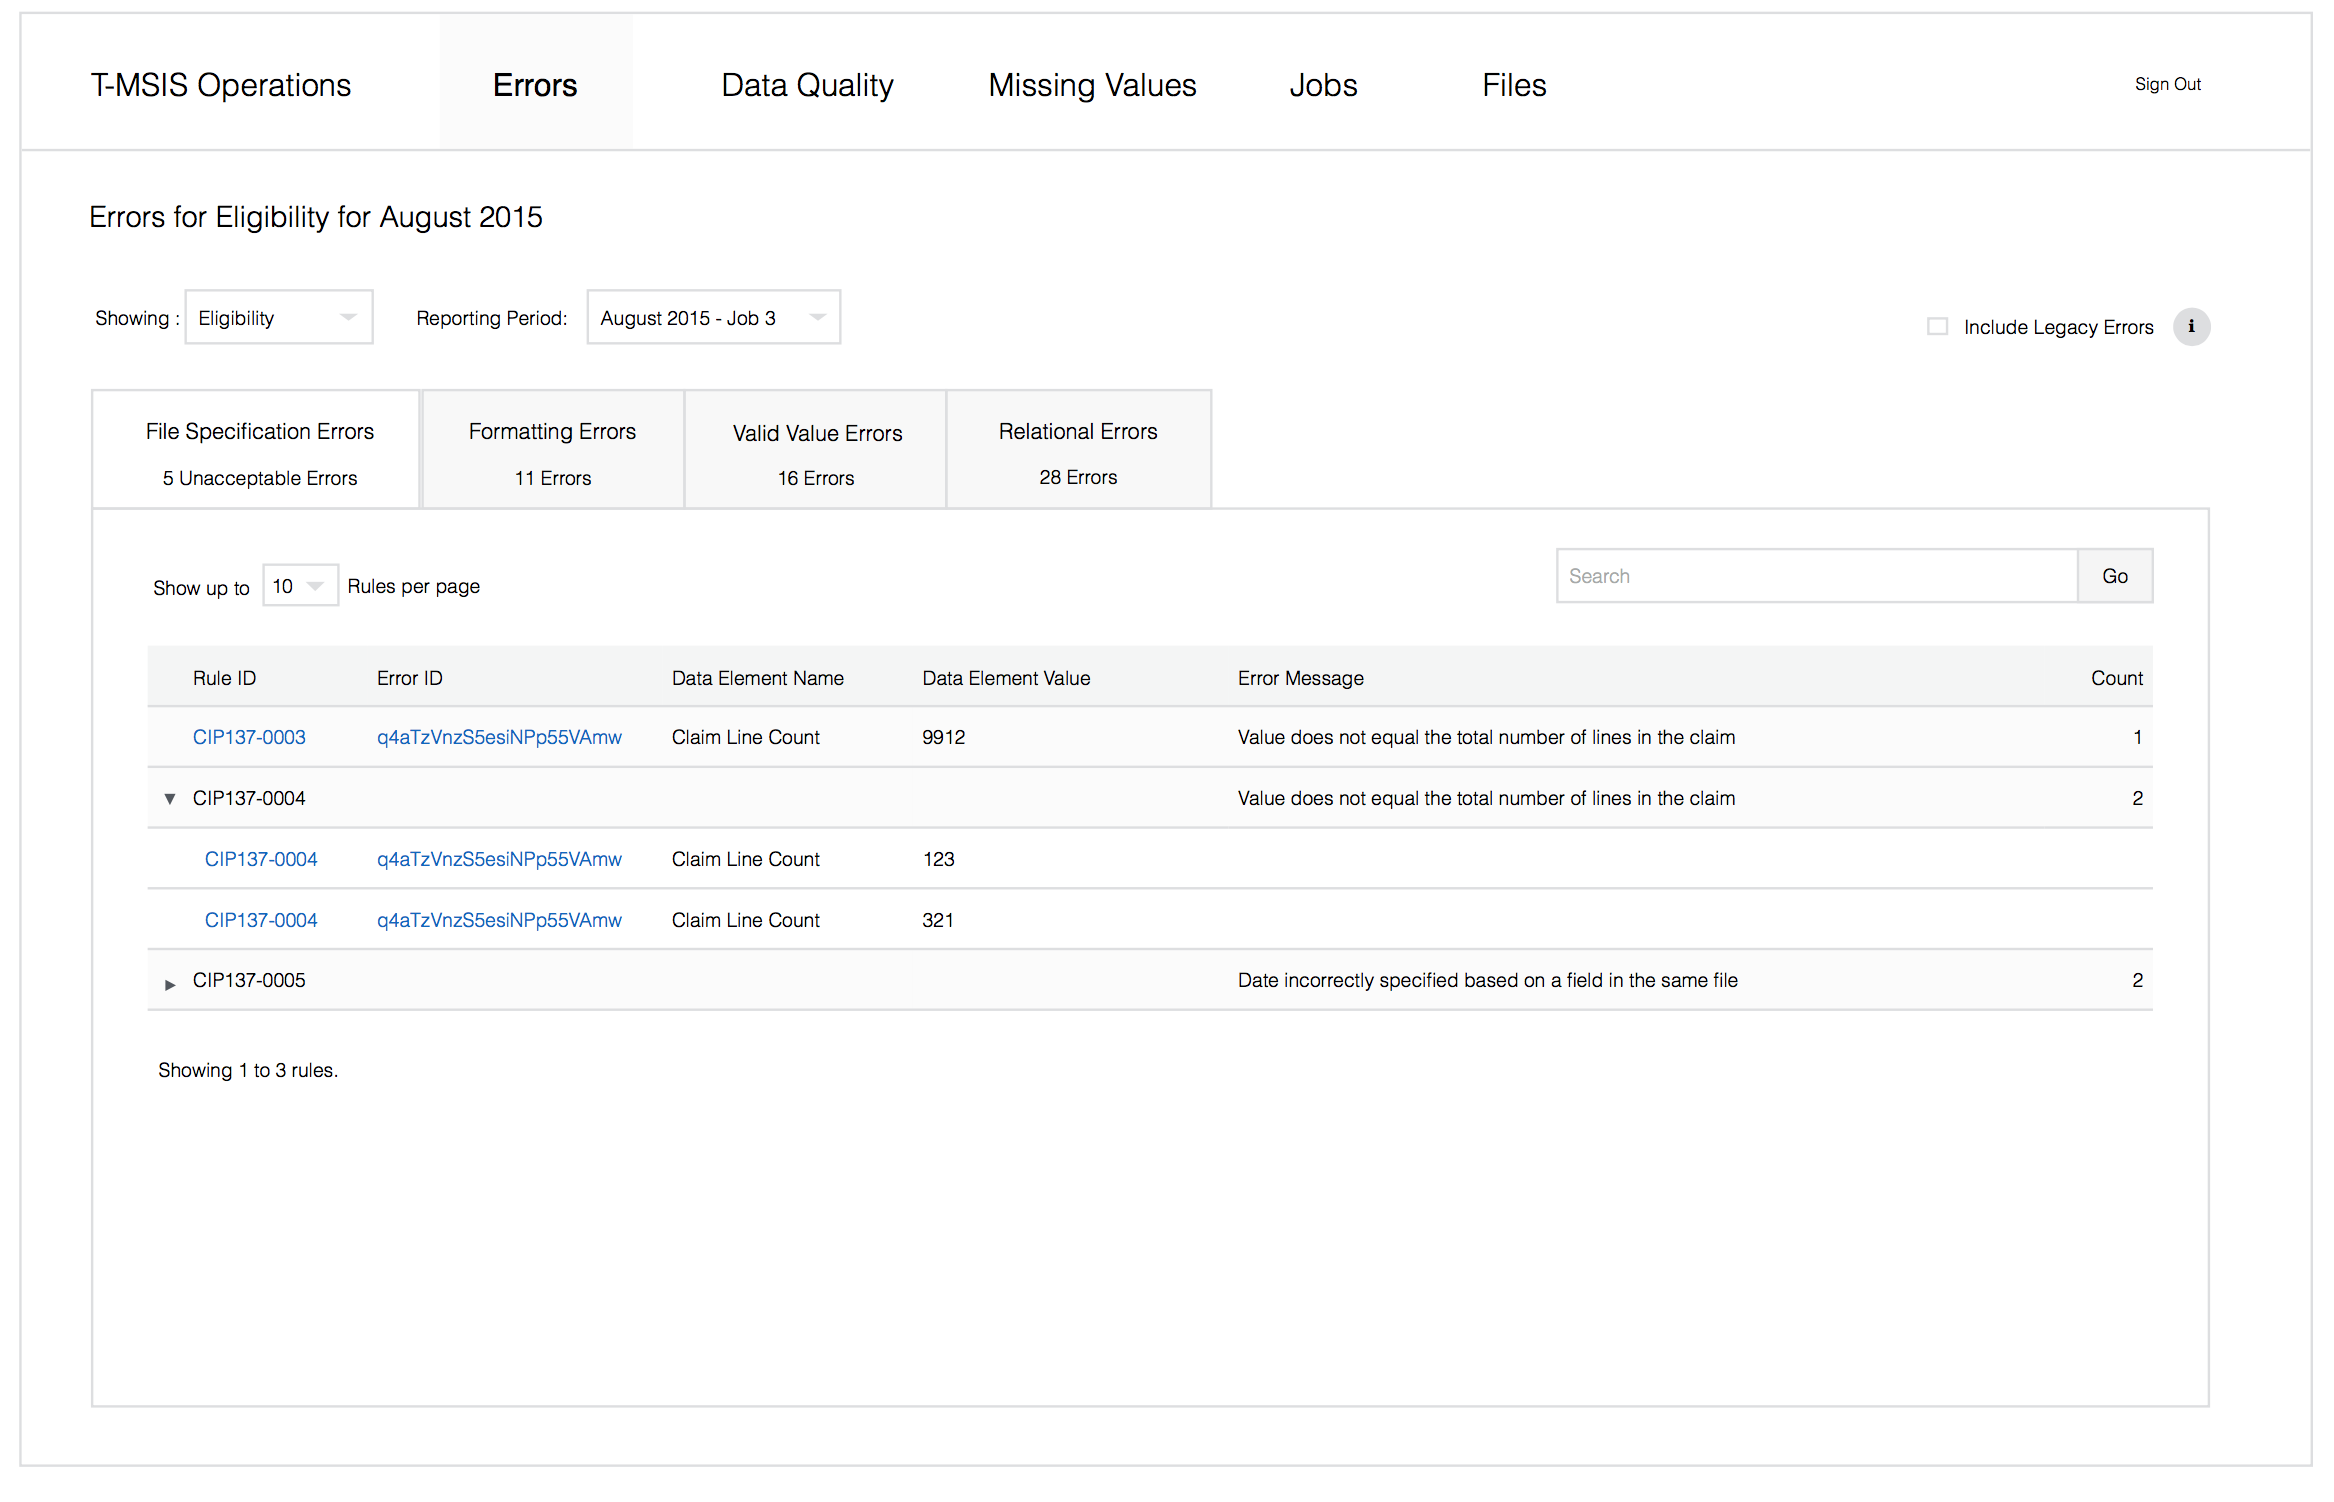 T-MSIS Operations Errors Data Quality Missing Values Jobs Files Sign Out
Errors for Eligibility for August 2015
Showing : Eligibility Reporting Period: August 2015 - Job 3 Include Legacy Errors i
File Specification Errors Formatting Errors Valid Value Errors Relational Errors
5 Unacceptable Errors 11 Errors 16 Errors 28 Errors
Show up to 10 Rules per page Search Go
Rule ID Error ID Data Element Name Data Element Value Error Message Count
CIP137-0003 q4aTzVnzS5esiNPp55VAmw Claim Line Count 9912 Value does not equal the total number of lines in the claim 1
▼ CIP137-0004 Value does not equal the total number of lines in the claim 2
CIP137-0004 q4aTzVnzS5esiNPp55VAmw Claim Line Count 123
CIP137-0004 q4aTzVnzS5esiNPp55VAmw Claim Line Count 321
▶ CIP137-0005 Date incorrectly specified based on a field in the same file 2
Showing 1 to 3 rules.